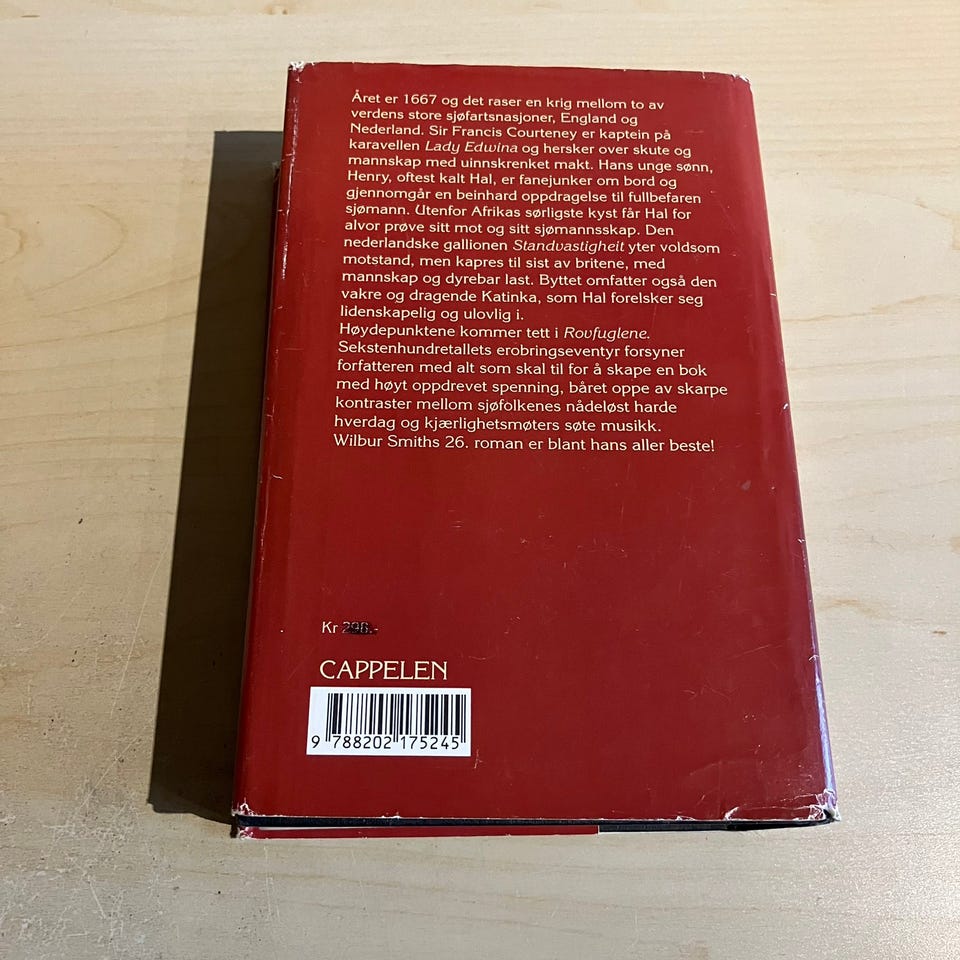 Året er 1667 og det raser en krig mellom to av
verdens store sjøfartsnasjoner, England og
Nederland. Sir Francis Courteney er kaptein på
karavellen Lady Edwina og hersker over skute og
mannskap med uinnskrenket makt. Hans unge sønn,
Henry, oftest kalt Hal, er fanejunker om bord og
gjennomgår en beinhard oppdragelse til fullbefaren
sjømann. Utenfor Afrikas sørligste kyst får Hal for
alvor prøve sitt mot og sitt sjømannsskap. Den
nederlandske gallionen Standvastigheit yter voldsom
motstand, men kapres til sist av britene, med
mannskap og dyrebar last. Byttet omfatter også den
vakre og dragende Katinka, som Hal forelsker seg
lidenskapelig og ulovlig i.
Høydepunktene kommer tett i Rovfuglene.
Sekstenhundretallets erobringseventyr forsyner
forfatteren med alt som skal til for å skape en bok
med høyt oppdrevet spenning, båret oppe av skarpe
kontraster mellom sjøfolkenes nådeløst harde
hverdag og kjærlighetsmøters søte musikk.
Wilbur Smiths 26. roman er blant hans aller beste!
Kr 298.-
CAPPELEN
9 788202 175245